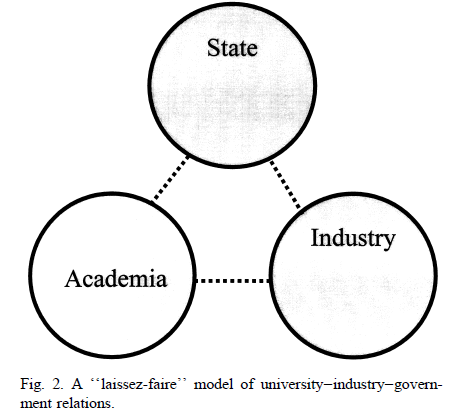 State
Industry
Academia
Fig. 2. A ‘‘laissez-faire’’ model of university–industry–govern-
ment relations.